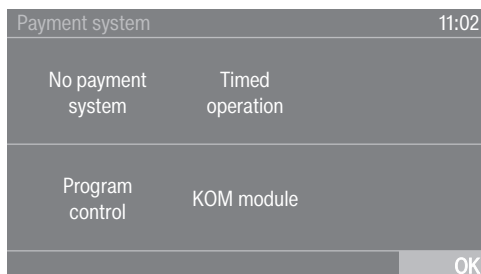 Payment system 11:02
No payment Timed
system operation
Program
control KOM module
OK